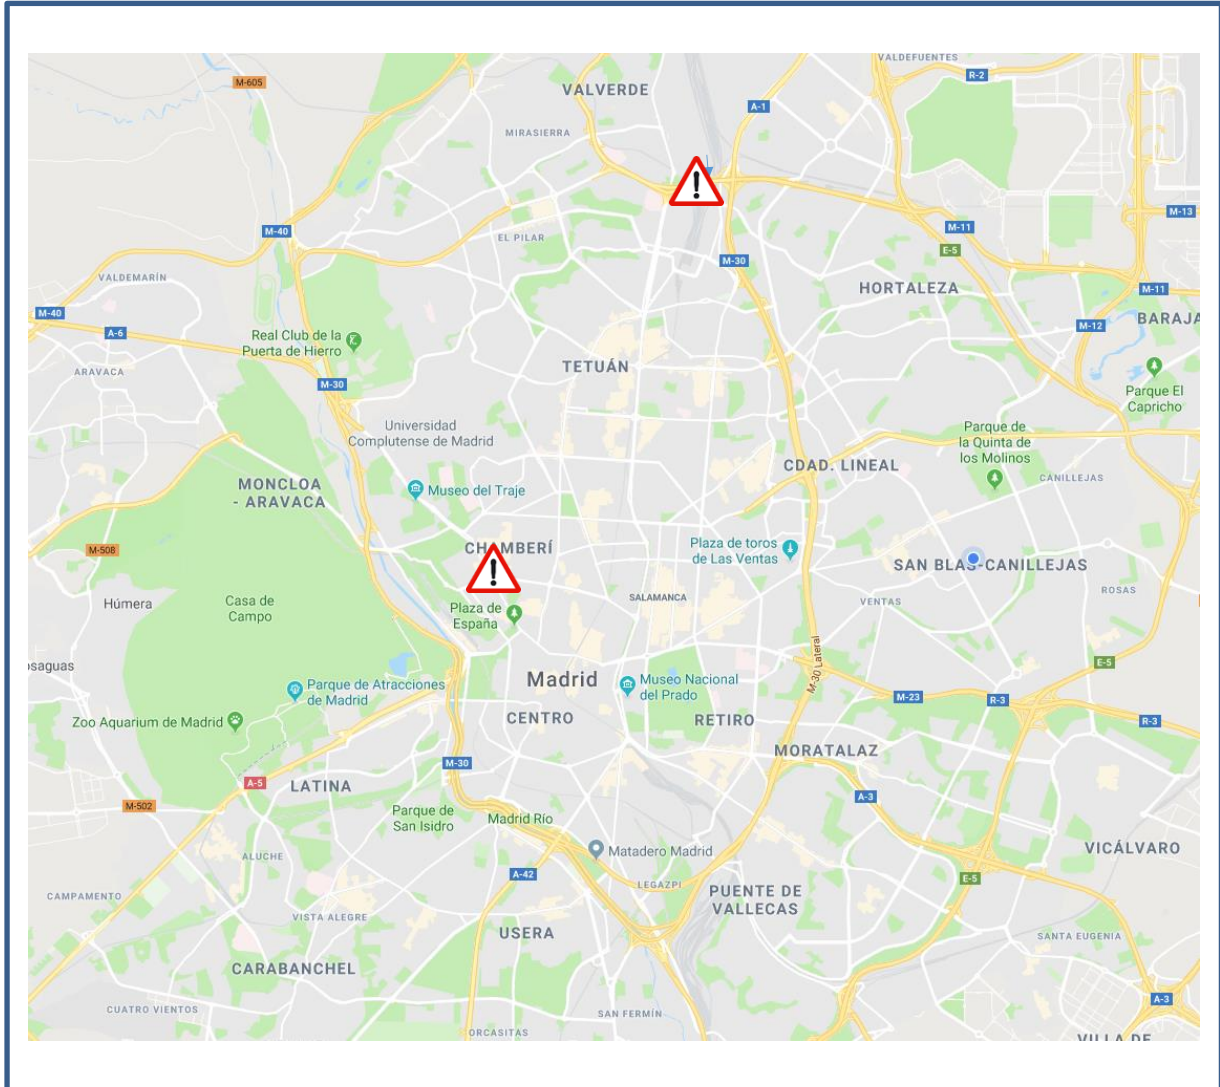 VALDEFUENTES
R-2
M-605
VALVERDE
A-1
MIRASIERRA
M-13
M-40
M-11
EL PILAR
E-5
M-30
VALDEMARÍN
HORTALEZA
M-11
M-40
BARAJA
M-12
A-6
Real Club de la
Puerta de Hierro
TETUÁN
ARAVACA
M-30
Parque El
Capricho
Universidad
Complutense de Madrid
Parque de
la Quinta de
los Molinos
CDAD. LINEAL
CANILLEJAS
MONCLOA
- ARAVACA
Museo del Traje
M-508
CHAMBERÍ
Plaza de toros
de Las Ventas
SAN BLAS-CANILLEJAS
ROSAS
Húmera
Casa de
Campo
SALAMANCA
VENTAS
Plaza de
España
osaguas
M-30 Lateral
E-5
Madrid
Museo Nacional
del Prado
Parque de Atracciones
de Madrid
M-23
R-3
Zoo Aquarium de Madrid
CENTRO
RETIRO
R-3
MORATALAZ
M-30
A-5
LATINA
A-3
M-502
Parque de
San Isidro
Madrid Río
Matadero Madrid
VICÁLVARO
ALUCHE
A-42
E-5
LEGAZPI
CAMPAMENTO
PUENTE DE
VALLECAS
VISTA ALEGRE
USERA
SANTA EUGENIA
CARABANCHEL
A-3
CUATRO VIENTOS
SAN FERMÍN
ORCASITAS
VILLA DE